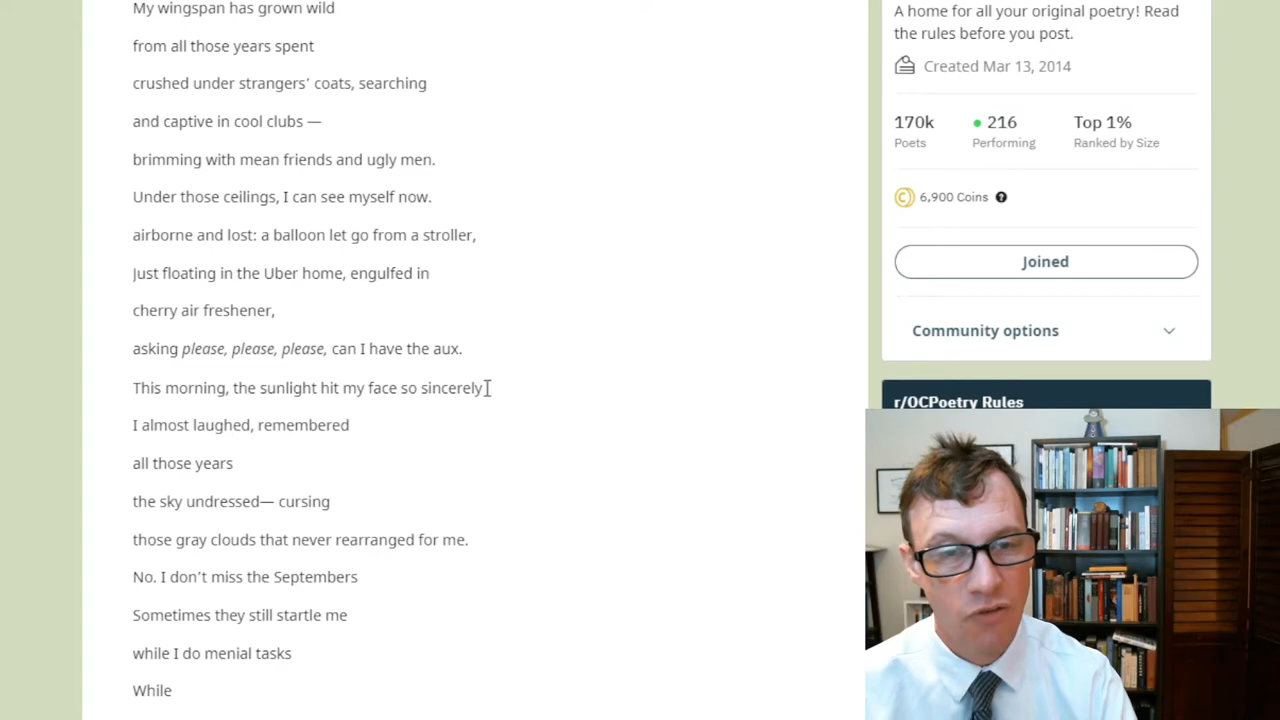 My wingspan has grown wild
from all those years spent
crushed under strangers’ coats, searching
and captive in cool clubs —
brimming with mean friends and ugly men.
Under those ceilings, I can see myself now.
airborne and lost: a balloon let go from a stroller,
Just floating in the Uber home, engulfed in
cherry air freshener,
asking please, please, please, can I have the aux.
This morning, the sunlight hit my face so sincerely
I almost laughed, remembered
all those years
the sky undressed— cursing
those gray clouds that never rearranged for me.
No. I don’t miss the Septembers
Sometimes they still startle me
while I do menial tasks
While
A home for all your original poetry! Read
the rules before you post.
Created Mar 13, 2014
170k
Poets
216
Performing
Top 1%
Ranked by Size
6,900 Coins
Joined
Community options
r/OCPoetry Rules